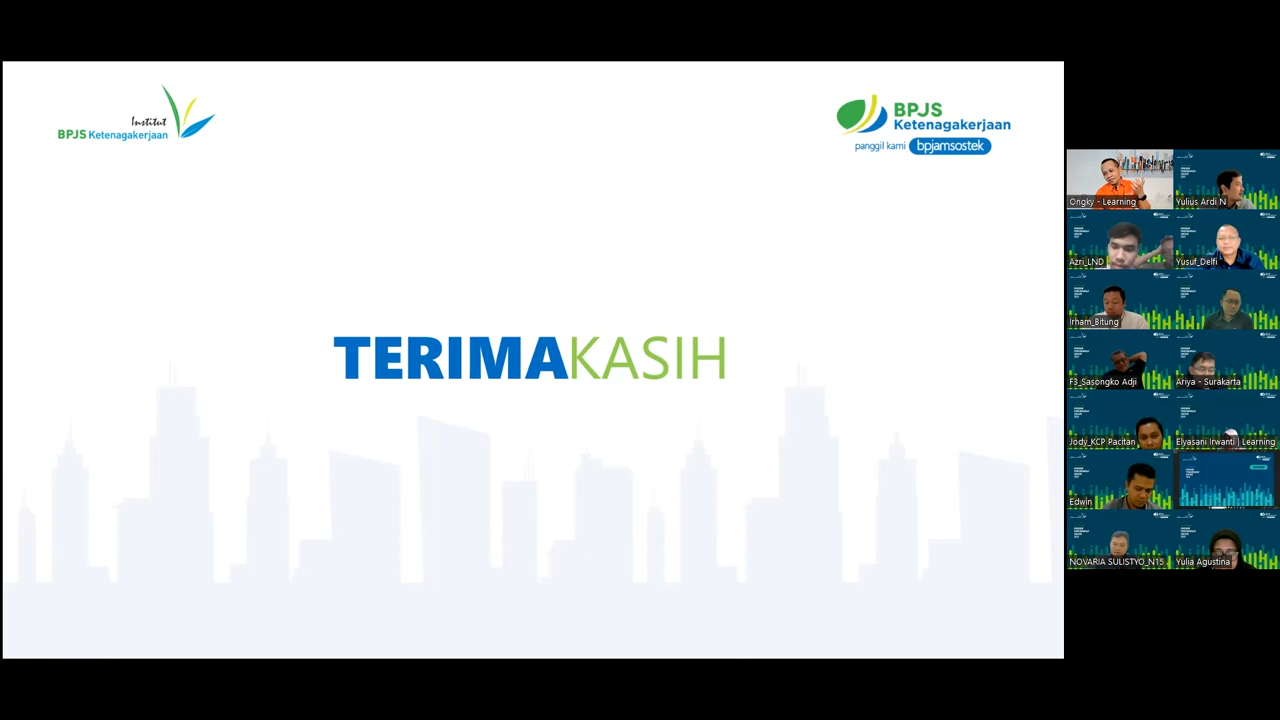 Institut
BPJS Ketenagakerjaan
BPJS
Ketenagakerjaan
panggil kami bpjamsostek
TERIMAKASIH
Ongky - Learning
Yulius Ardi N
Azri_LND
Yusuf_Delfi
Irham_Bitung
F3_Sasongko Adji
Ariya - Surakarta
Jody_KCP Pacitan
Elyasani Irwanti | Learning
Edwin
NOVARIA SULISTYO_N15...
Yulia Agustina